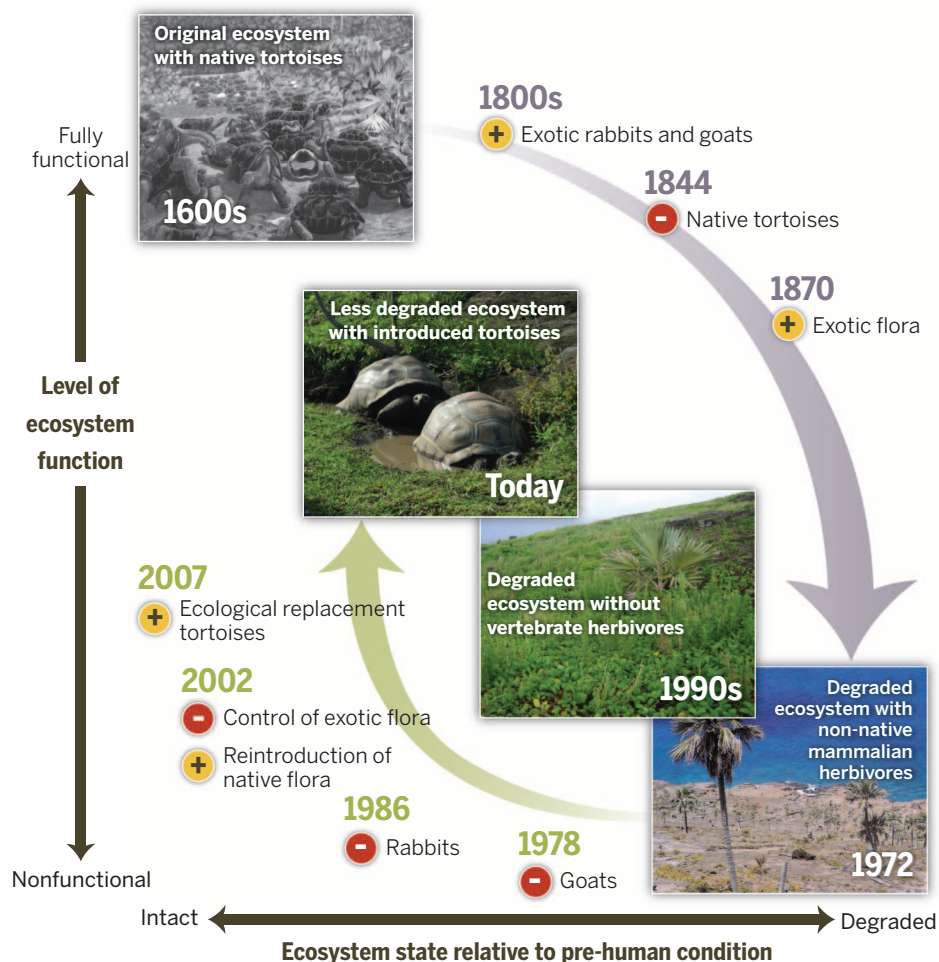 Original ecosystem
with native tortoises
1600s
Fully
functional
1800s
+ Exotic rabbits and goats
1844
- Native tortoises
1870
+ Exotic flora
Less degraded ecosystem
with introduced tortoises
Today
Level of
ecosystem
function
Degraded
ecosystem without
vertebrate herbivores
1990s
2007
+ Ecological replacement
tortoises
2002
- Control of exotic flora
+ Reintroduction of
native flora
1986
- Rabbits
1978
- Goats
Degraded
ecosystem with
non-native
mammalian
herbivores
1972
Nonfunctional
Intact
Degraded
Ecosystem state relative to pre-human condition